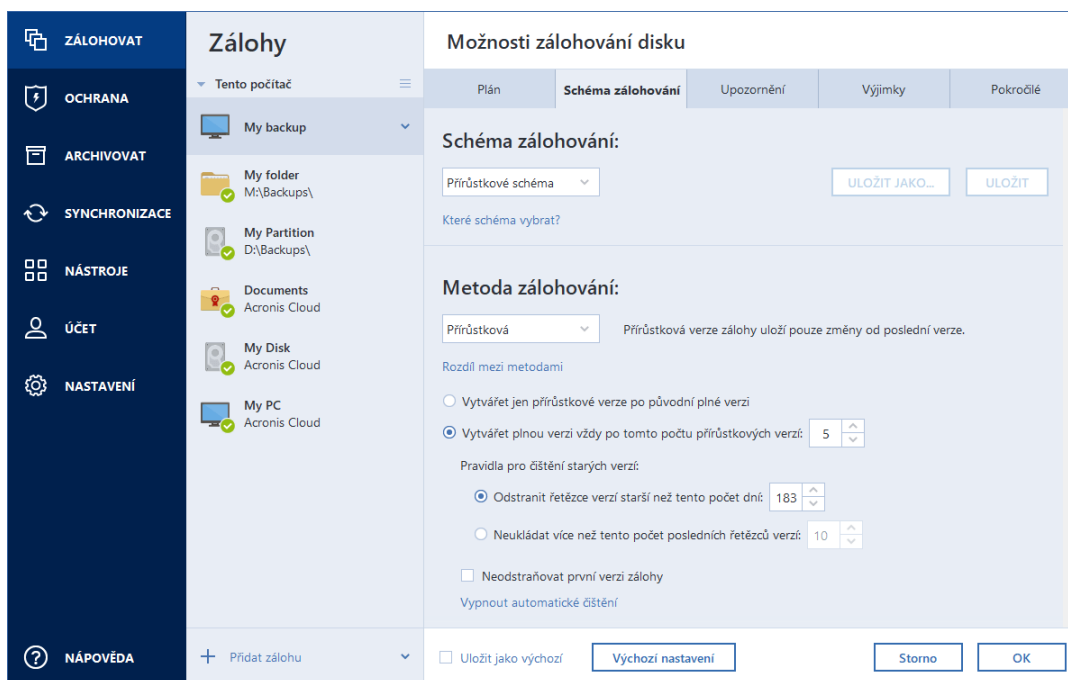 ZÁLOHOVAT
OCHRANA
ARCHIVOVAT
SYNCHRONIZACE
NÁSTROJE
ÚČET
NASTAVENÍ
NÁPOVĚDA
Zálohy
Tento počítač
My backup
My folder
M:\Backups\
My Partition
D:\Backups\
Documents
Acronis Cloud
My Disk
Acronis Cloud
My PC
Acronis Cloud
Přidat zálohu
Možnosti zálohování disku
Plán Schéma zálohování Upozornění Výjimky Pokročilé
Schéma zálohování:
Přírůstkové schéma ULOŽIT JAKO... ULOŽIT
Které schéma vybrat?
Metoda zálohování:
Přírůstková Přírůstková verze zálohy uloží pouze změny od poslední verze.
Rozdíl mezi metodami
Vytvářet jen přírůstkové verze po původní plné verzi
Vytvářet plnou verzi vždy po tomto počtu přírůstkových verzí: 5
Pravidla pro čištění starých verzí:
Odstranit řetězce verzí starší než tento počet dní: 183
Neukládat více než tento počet posledních řetězců verzí: 10
Neodstraňovat první verzi zálohy
Vypnout automatické čištění
Uložit jako výchozí Výchozí nastavení Storno OK